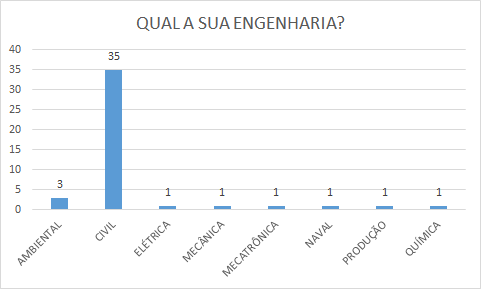 QUAL A SUA ENGENHARIA?
40
35
30
25
20
15
10
5
0
3
35
1
1
1
1
1
1
AMBIENTAL
CIVIL
ELÉTRICA
MECÂNICA
MECATRÔNICA
NAVAL
PRODUÇÃO
QUÍMICA